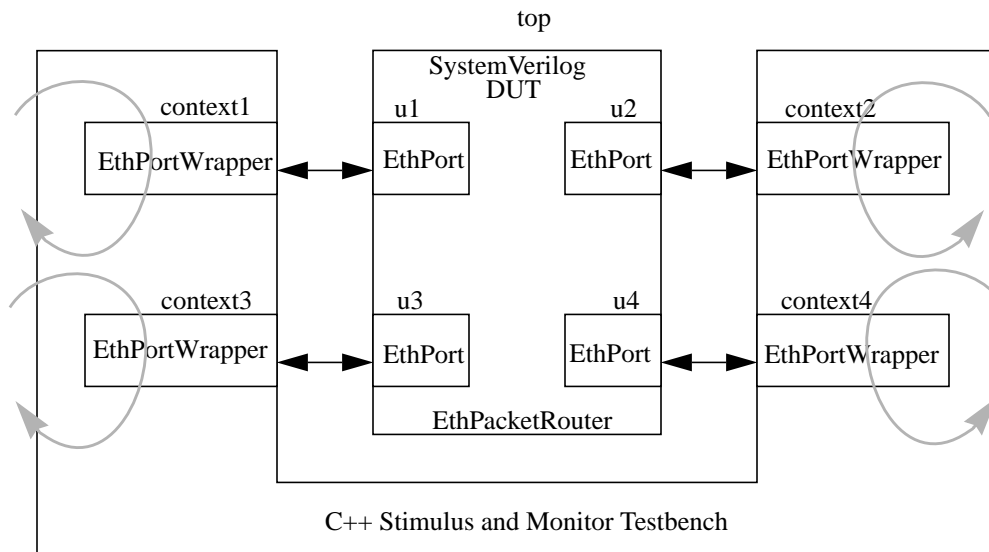 top
SystemVerilog
DUT
context1
u1
u2
context2
EthPortWrapper
EthPort
EthPort
EthPortWrapper
context3
u3
u4
context4
EthPortWrapper
EthPort
EthPort
EthPortWrapper
EthPacketRouter
C++ Stimulus and Monitor Testbench